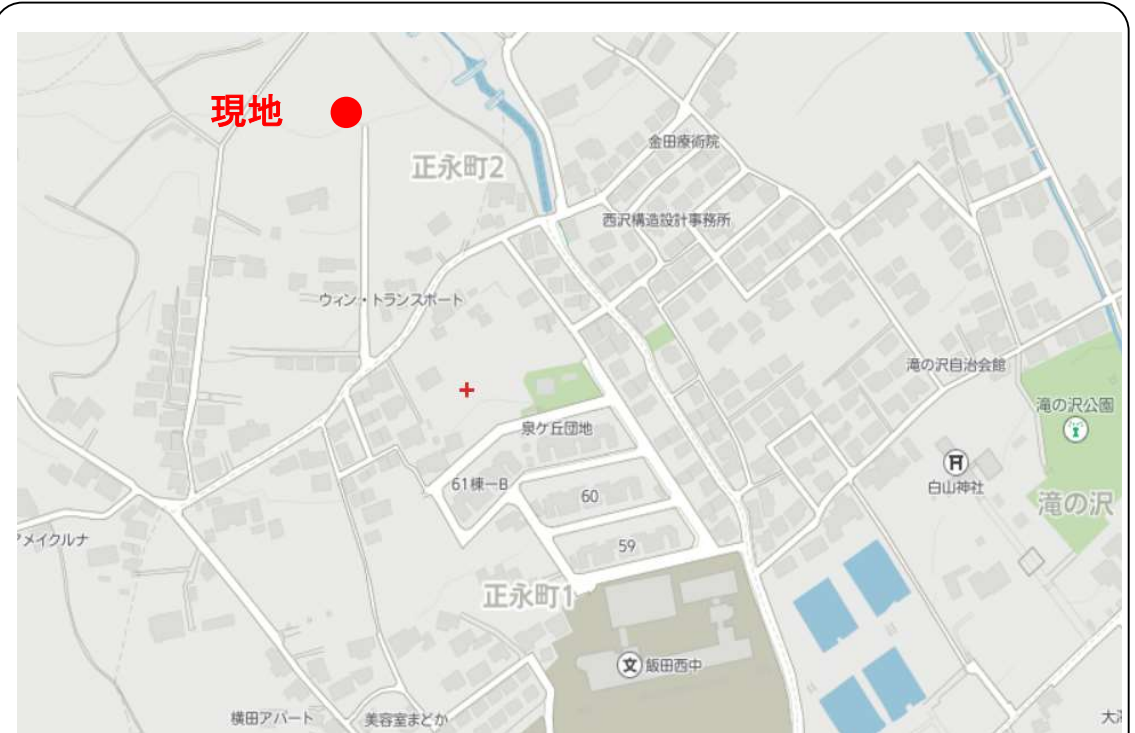 現地
金田療術院
正永町2
西沢構造設計事務所
ウィン・トランスポート
滝の沢自治会館
滝の沢公園
泉ケ丘団地
白山神社
61棟ーB
60
滝の沢
アメイクルナ
59
正永町1
文
飯田西中
横田アパート
美容室まどか